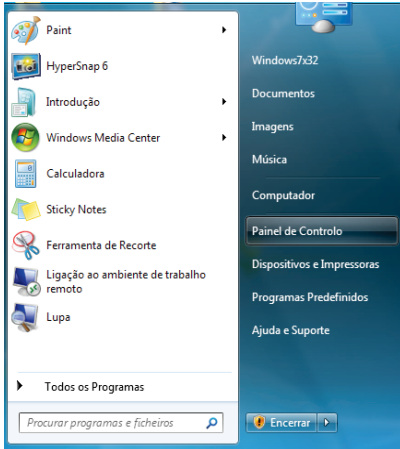 Paint
HyperSnap 6
Introdução
Windows Media Center
Calculadora
Sticky Notes
Ferramenta de Recorte
Ligação ao ambiente de trabalho
remoto
Lupa
Todos os Programas
Procurar programas e ficheiros
Windows7x32
Documentos
Imagens
Música
Computador
Painel de Controlo
Dispositivos e Impressoras
Programas Predefinidos
Ajuda e Suporte
Encerrar